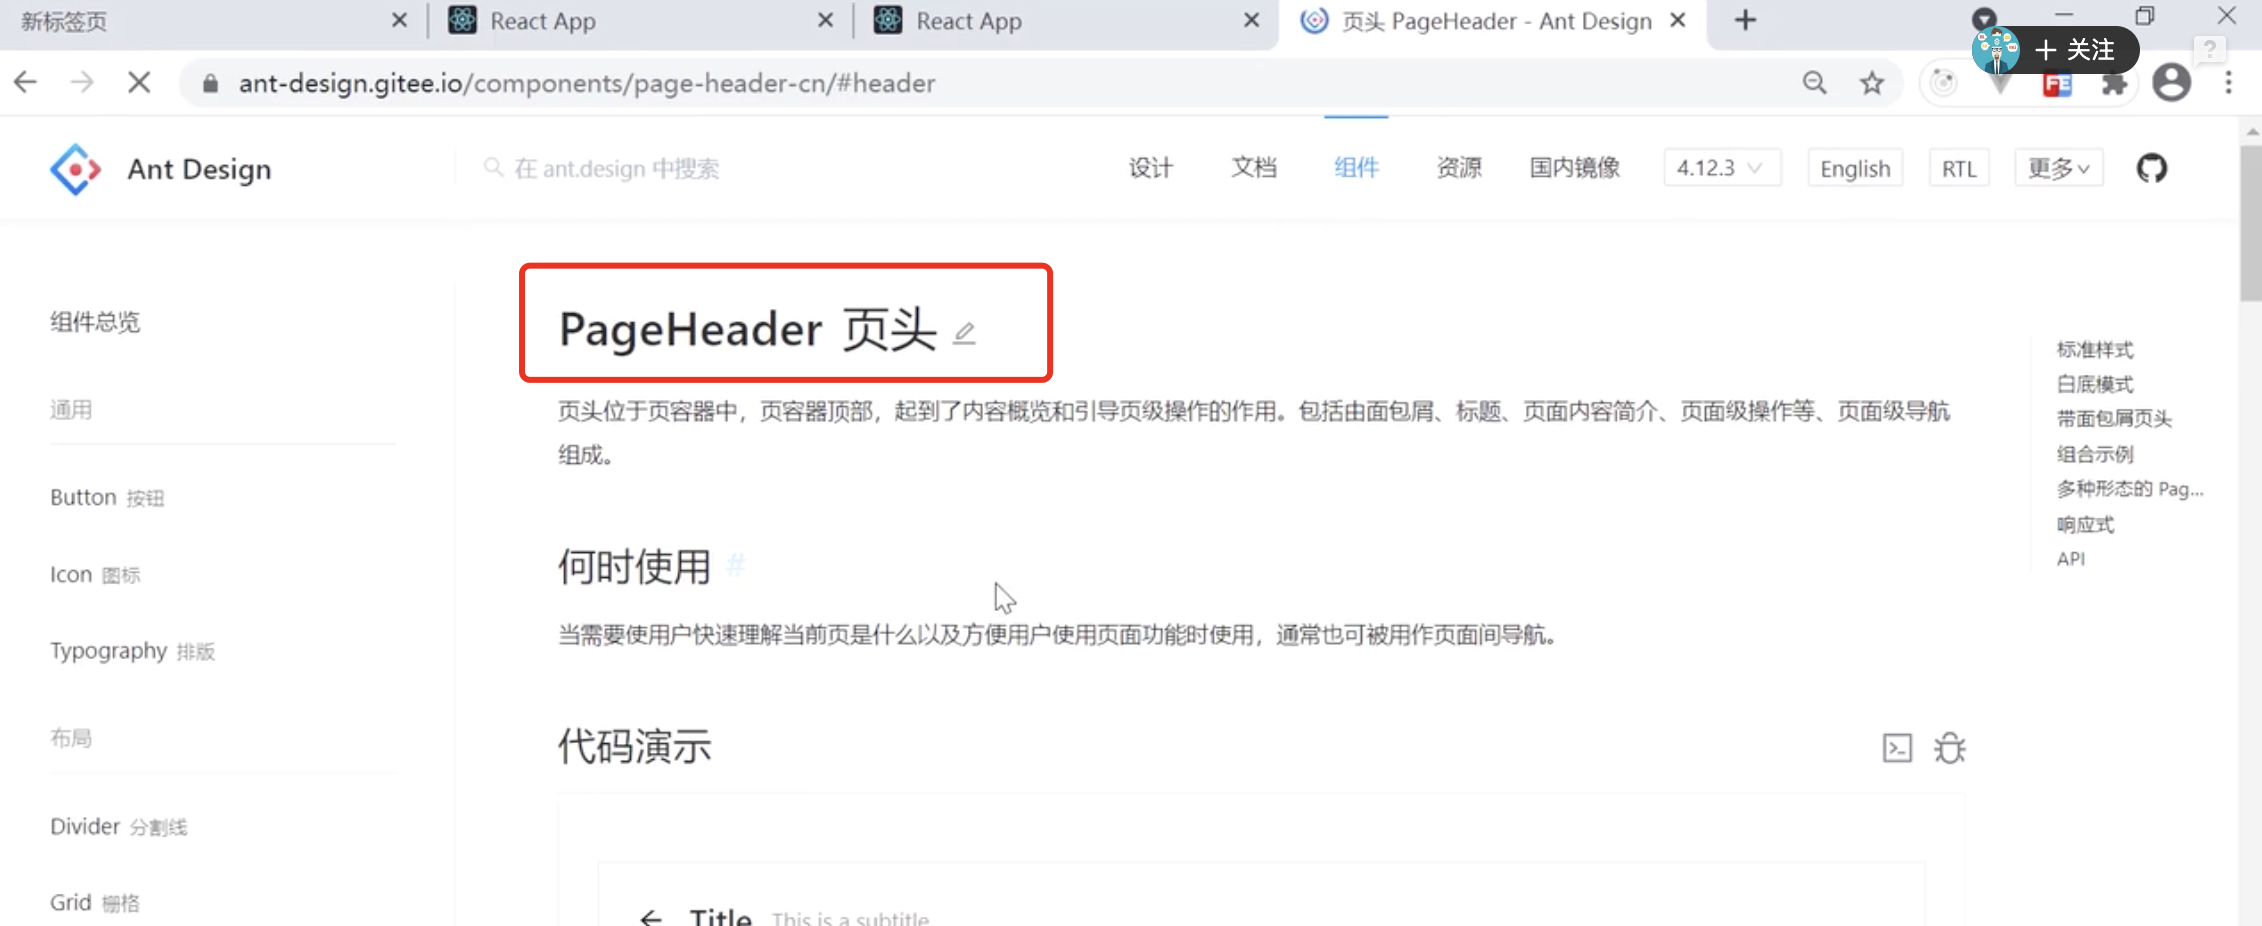 新标签页
React App
React App
页头 PageHeader - Ant Design
+ 关注
ant-design.gitee.io/components/page-header-cn/#header
FE
Ant Design
在 ant.design 中搜索
设计
文档
组件
资源
国内镜像
4.12.3
English
RTL
更多
组件总览
通用
Button 按钮
Icon 图标
Typography 排版
布局
Divider 分割线
Grid 栅格
PageHeader 页头
页头位于页容器中，页容器顶部，起到了内容概览和引导页级操作的作用。包括由面包屑、标题、页面内容简介、页面级操作等、页面级导航
组成。
何时使用 #
当需要使用户快速理解当前页是什么以及方便用户使用页面功能时使用，通常也可被用作页面间导航。
代码演示
Title This is a subtitle
标准样式
白底模式
带面包屑页头
组合示例
多种形态的 Pag...
响应式
API